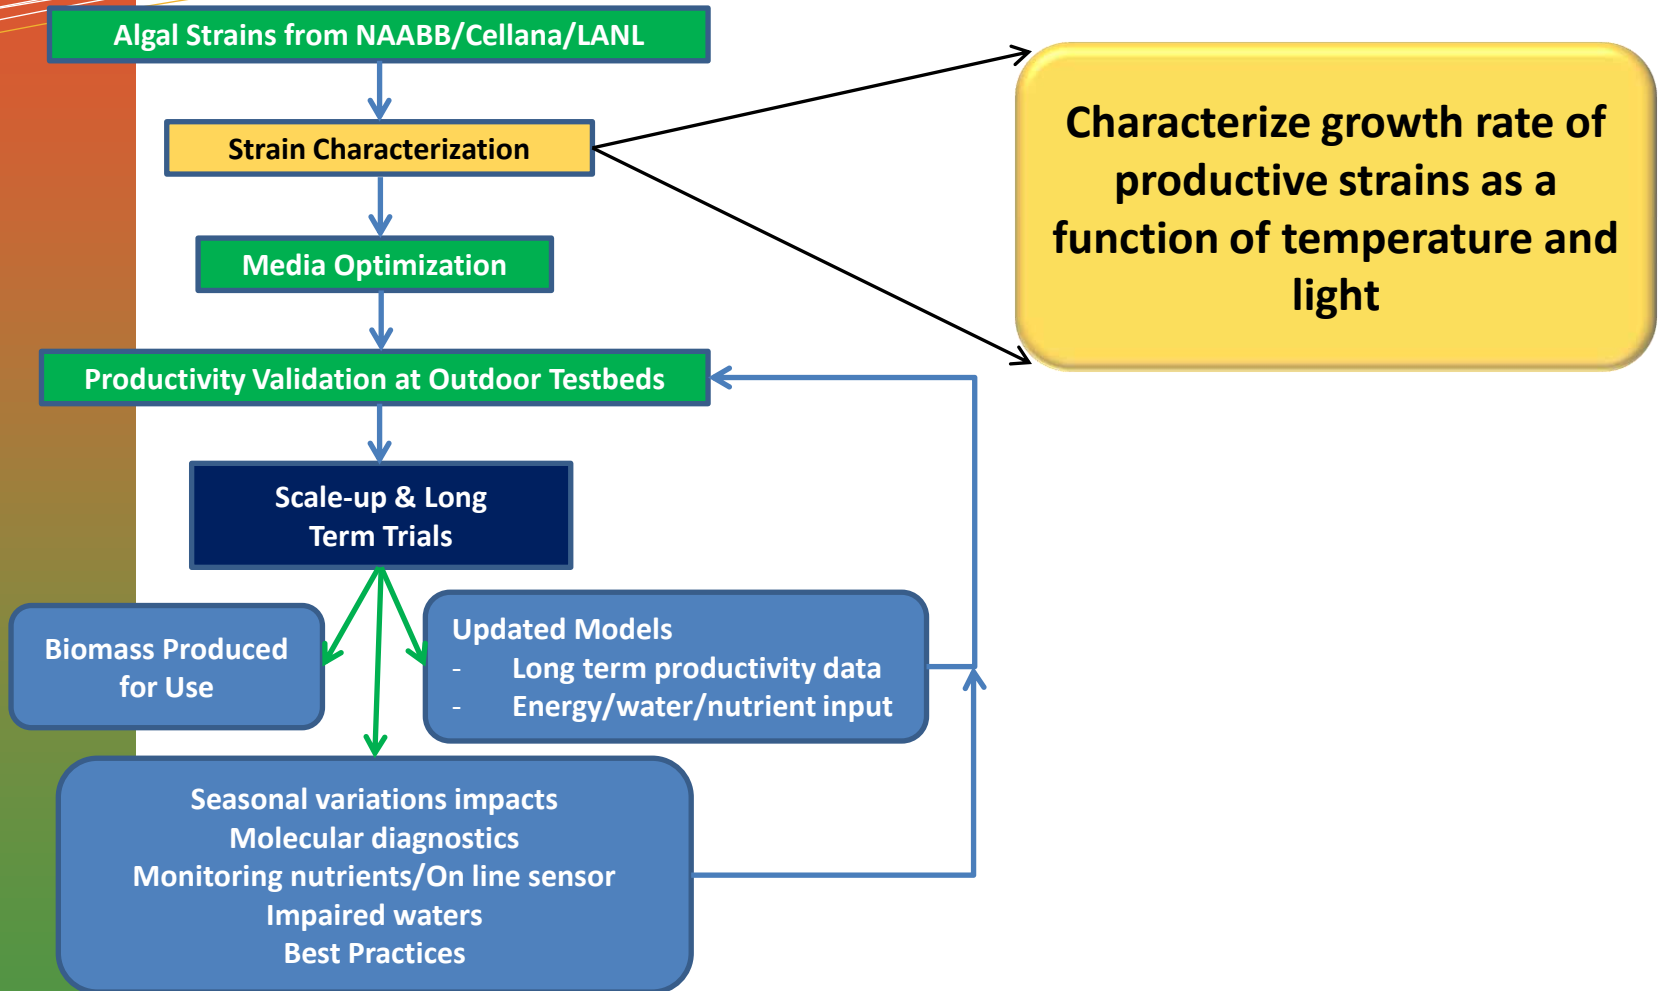 Algal Strains from NAABB/Cellana/LANL
Strain Characterization
Characterize growth rate of
productive strains as a
function of temperature and
light
Media Optimization
Productivity Validation at Outdoor Testbeds
Scale-up & Long
Term Trials
Biomass Produced
for Use
Updated Models
- Long term productivity data
- Energy/water/nutrient input
Seasonal variations impacts
Molecular diagnostics
Monitoring nutrients/On line sensor
Impaired waters
Best Practices